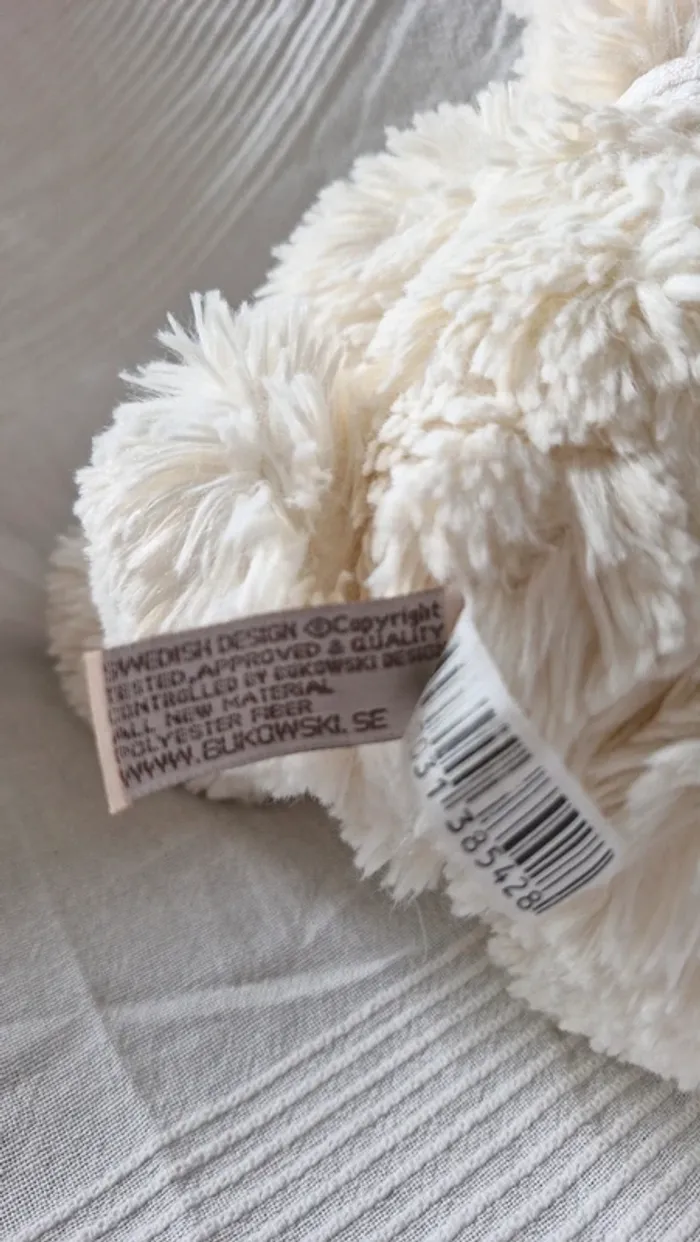 SWEDISH DESIGN ©Copyright
TESTED, APPROVED & QUALITY
CONTROLLED BY BUKOWSKI DESIGN
ALL NEW MATERIAL
POLYESTER FIBER
WWW.BUKOWSKI.SE
31 385428